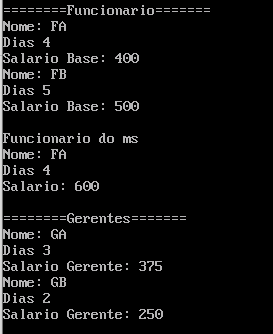 ========Funcionario=======
Nome: FA
Dias 4
Salario Base: 400
Nome: FB
Dias 5
Salario Base: 500
Funcionario do ms
Nome: FA
Dias 4
Salario: 600
========Gerentes=======
Nome: GA
Dias 3
Salario Gerente: 375
Nome: GB
Dias 2
Salario Gerente: 250